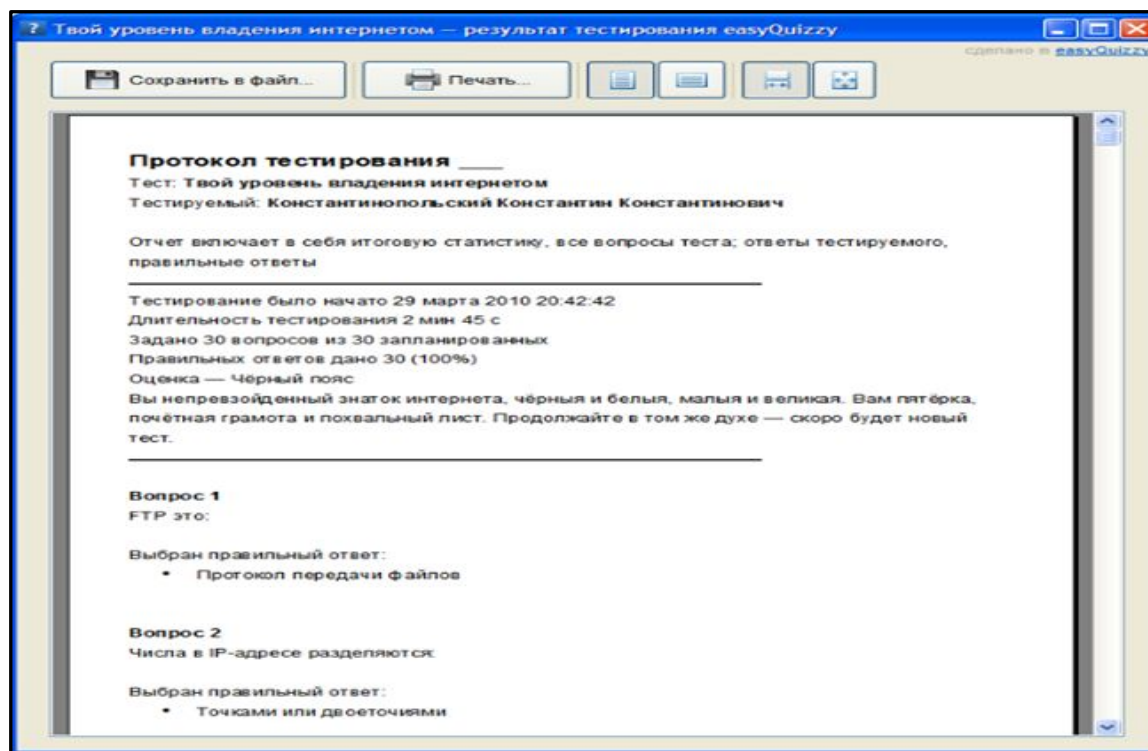 Твой уровень владения интернетом — результат тестирования easyQuizzy
сделано в easyQuizzy
Сохранить в файл...
Печать...
Протокол тестирования ___
Тест: Твой уровень владения интернетом
Тестируемый: Константинопольский Константин Константинович
Отчет включает в себя итоговую статистику, все вопросы теста; ответы тестируемого,
правильные ответы
Тестирование было начато 29 марта 2010 20:42:42
Длительность тестирования 2 мин 45 с
Задано 30 вопросов из 30 запланированных
Правильных ответов дано 30 (100%)
Оценка — Чёрный пояс
Вы непревзойденный знаток интернета, чёрныя и белыя, малыя и великая. Вам пятёрка,
почётная грамота и похвальный лист. Продолжайте в том же духе — скоро будет новый
тест.
Вопрос 1
FTP это:
Выбран правильный ответ:
• Протокол передачи файлов
Вопрос 2
Числа в IP-адресе разделяются:
Выбран правильный ответ:
• Точками или двоеточиями